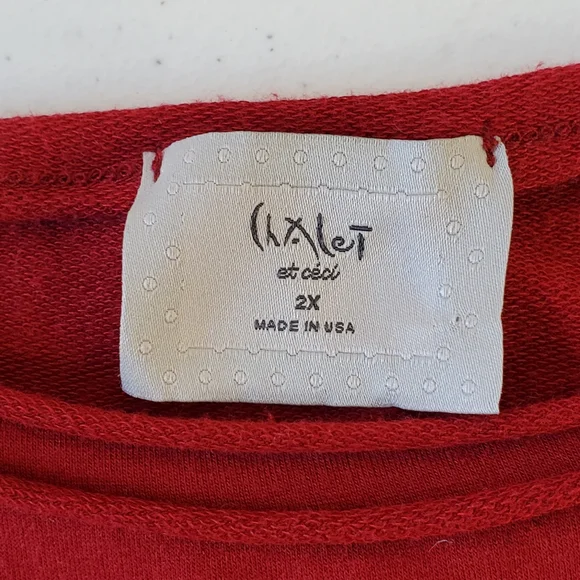 ChALeT
et céci
2X
MADE IN USA